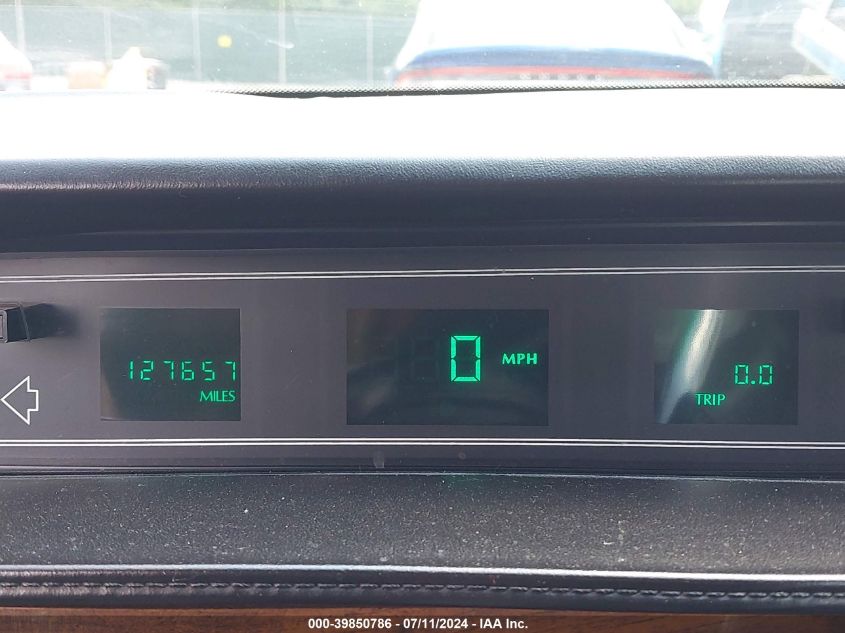 127657
MILES
0 MPH
0.0
TRIP
000-39850786 - 07/11/2024 - IAA Inc.